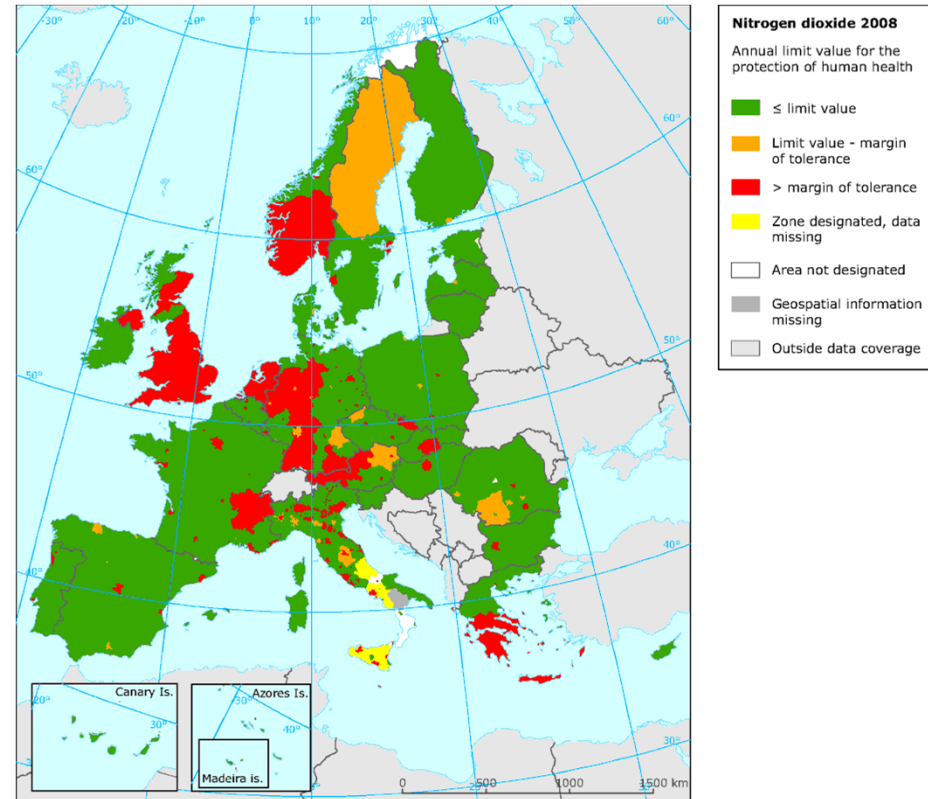 -30°
-20°
-10°
0°
10°
20°
30°
40°
50°
60°
60°
60°
50°
50°
40°
40°
30°
Canary Is.
-20°
30°
Azores Is.
-30°
40°
Madeira is.
0 500 1000 1500 km
Nitrogen dioxide 2008
Annual limit value for the
protection of human health
≤ limit value
Limit value - margin
of tolerance
> margin of tolerance
Zone designated, data
missing
Area not designated
Geospatial information
missing
Outside data coverage